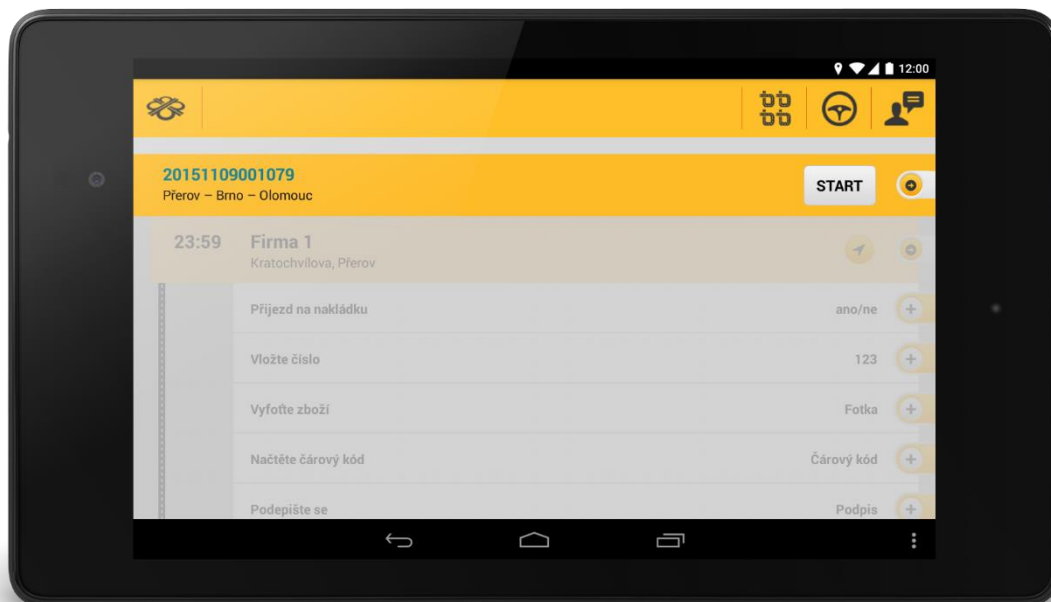 12:00
20151109001079
START
Přerov – Brno – Olomouc
23:59
Firma 1
Kratochvílova, Přerov
Příjezd na nakládku
ano/ne
Vložte číslo
123
Vyfoťte zboží
Fotka
Načtěte čárový kód
Čárový kód
Podepište se
Podpis